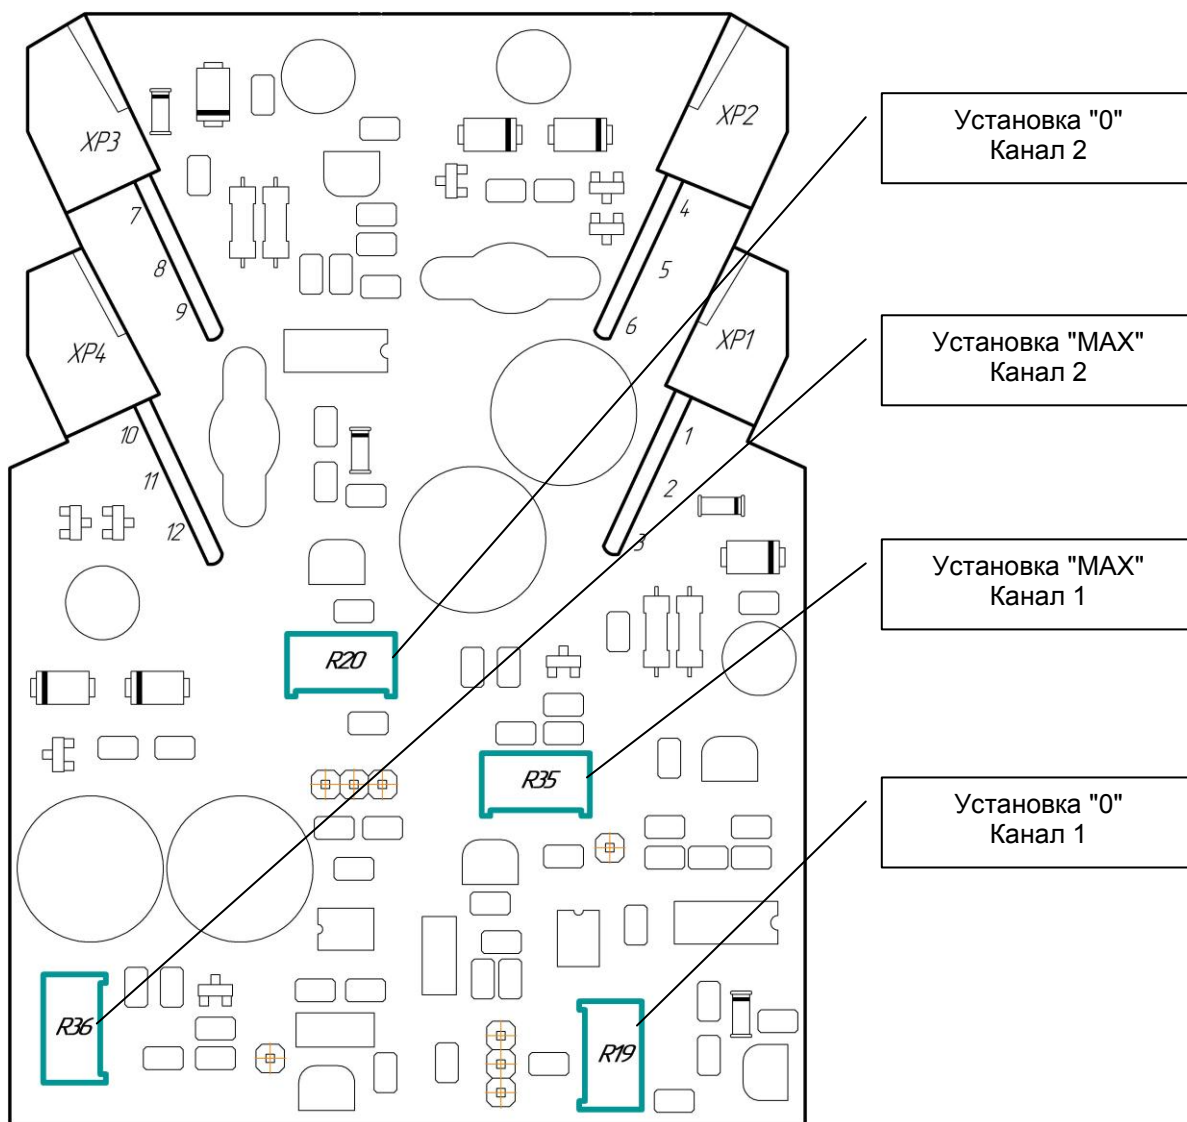 XP3
XP2
7
8
9
4
5
6
XP4
XP1
10
11
12
1
2
3
R20
R35
R36
R19
Установка "0"
Канал 2
Установка "MAX"
Канал 2
Установка "MAX"
Канал 1
Установка "0"
Канал 1